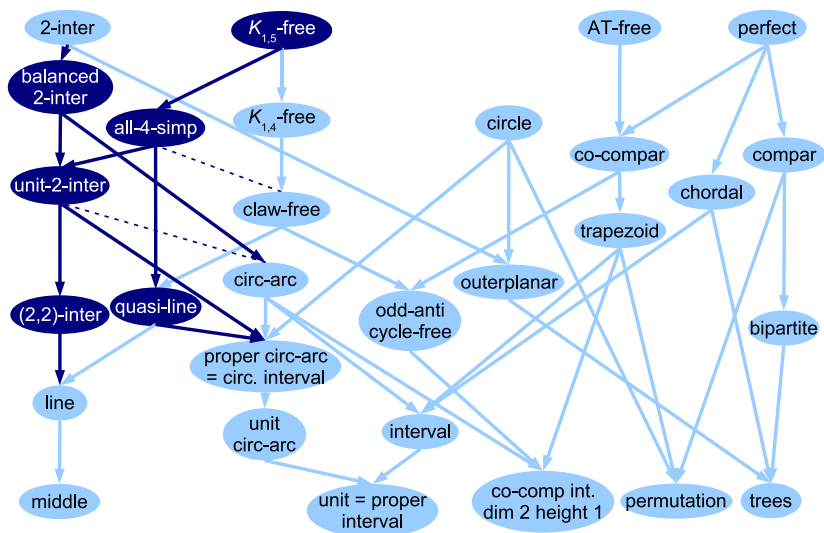 2-inter
K1,5-free
AT-free
perfect
balanced
2-inter
all-4-simp
K1,4-free
circle
co-compar
compar
unit-2-inter
claw-free
chordal
trapezoid
circ-arc
outerplanar
(2,2)-inter
quasi-line
odd-anti
cycle-free
bipartite
proper circ-arc
= circ. interval
line
unit
circ-arc
interval
middle
unit = proper
interval
co-comp int.
dim 2 height 1
permutation
trees